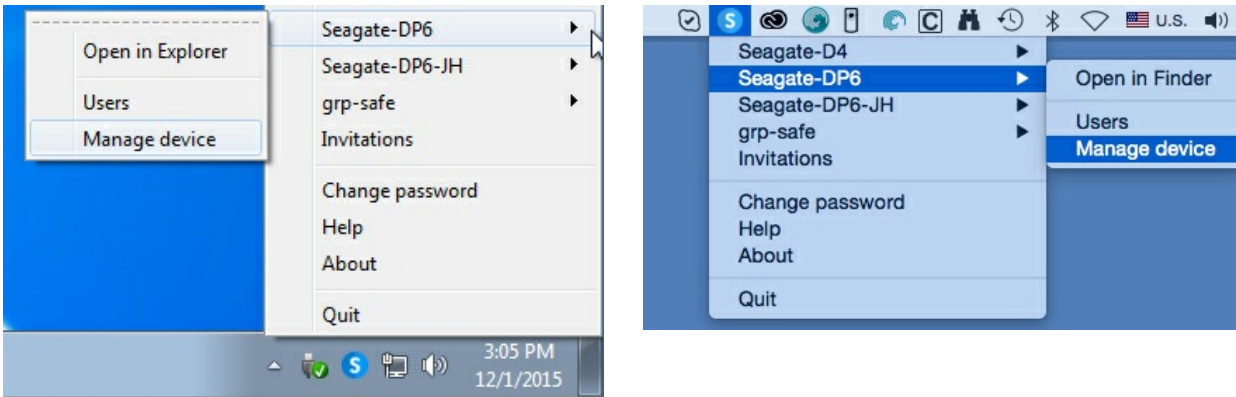 Open in Explorer
Users
Manage device
Seagate-DP6
Seagate-DP6-JH
grp-safe
Invitations
Change password
Help
About
Quit
S
3:05 PM
12/1/2015
S
C
U.S.
Seagate-D4
Seagate-DP6
Seagate-DP6-JH
grp-safe
Invitations
Change password
Help
About
Quit
Open in Finder
Users
Manage device